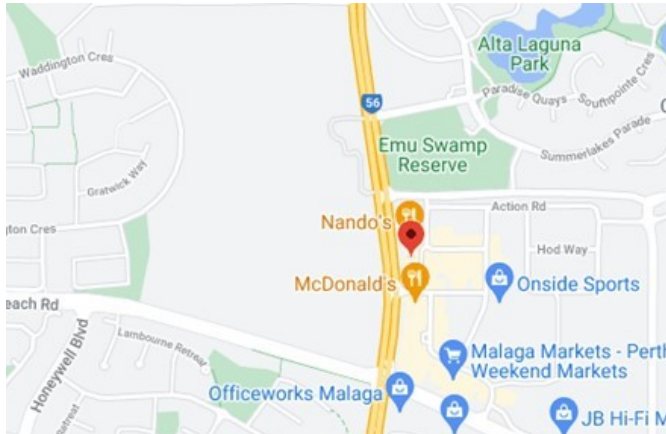 Alta Laguna
Park
Waddington Cres
Paradise Quays
Southpointe Cres
56
Emu Swamp
Reserve
Summerlakes Parade
Gratwick Way
Action Rd
Nando's
ton Cres
Hod Way
McDonald's
Onside Sports
each Rd
Lambourne Retreat
Honeywell Blvd
Malaga Markets - Perth
Weekend Markets
Officeworks Malaga
etreat
JB Hi-Fi M